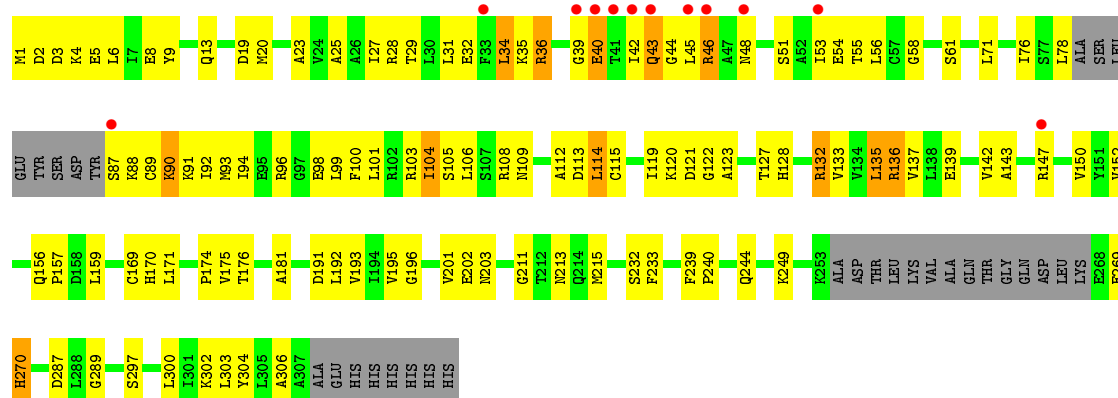 M1 D2 D3 K4 E5 L6 I7 E8 Y9 Q13 D19 M20 A23 V24 A25 A26 I27 R28 T29 L30 L31 E32 F33 L34 K35 R36 G39 E40 T41 I42 Q43 G44 L45 R46 A47 N48 S51 A52 I53 E54 T55 L56 C57 G58 S61 L71 I76 S77 L78 ALA SER LEU
GLU TYR SER ASP TYR S87 K88 C89 K90 K91 I92 M93 I94 R95 R96 G97 E98 L99 F100 L101 R102 R103 I104 S105 L106 S107 R108 N109 A112 D113 L114 C115 I119 K120 D121 G122 A123 T127 H128 R132 V133 V134 L135 R136 V137 L138 E139 V142 A143 R147 V150 Y151 V152
Q156 P157 D158 L159 C169 H170 L171 P174 V175 T176 A181 D191 L192 V193 I194 V195 G196 V201 E202 N203 G211 T212 N213 Q214 M215 S232 F233 F239 P240 Q244 K249 K253 ALA ASP THR LEU LYS VAL ALA GLN THR GLY GLN ASP LEU LYS E268 F269
H270 D287 L288 G289 S297 L300 I301 K302 L303 Y304 L305 A306 A307 ALA GLU HIS HIS HIS HIS HIS HIS